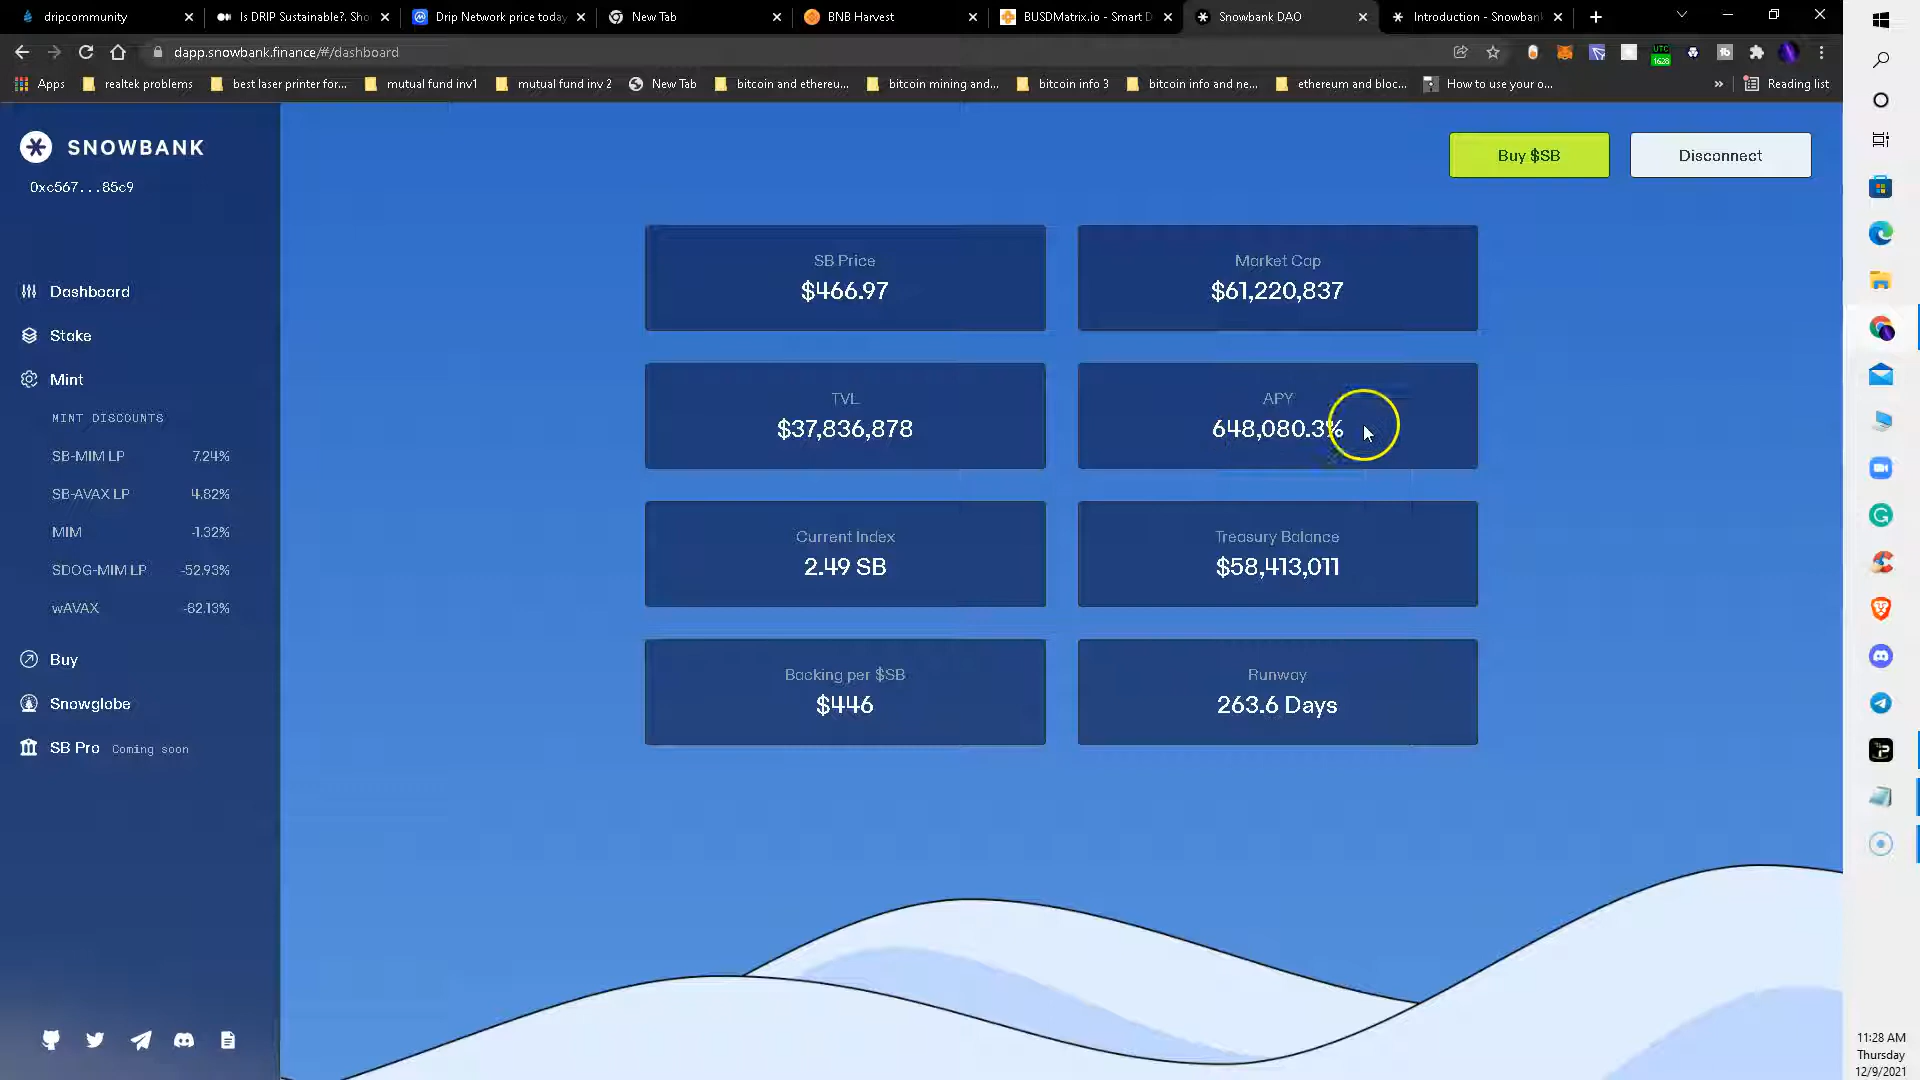 dripcommunity
Is DRIP Sustainable?. Sho
Drip Network price today
New Tab
BNB Harvest
BUSDMatrix.io - Smart D
Snowbank DAO
Introduction - Snowbank
dapp.snowbank.finance/#/dashboard
UTC
1628
Apps
realtek problems
best laser printer for...
mutual fund inv1
mutual fund inv 2
New Tab
bitcoin and ethereu...
bitcoin mining and...
bitcoin info 3
bitcoin info and ne...
ethereum and bloc...
How to use your o...
»
Reading list
SNOWBANK
0xc567...85c9
Buy $SB
Disconnect
Dashboard
Stake
Mint
MINT DISCOUNTS
SB-MIM LP 7.24%
SB-AVAX LP 4.82%
MIM -1.32%
SDOG-MIM LP -52.93%
wAVAX -82.13%
Buy
Snowglobe
SB Pro Coming soon
SB Price
$466.97
Market Cap
$61,220,837
TVL
$37,836,878
APY
648,080.3%
Current Index
2.49 SB
Treasury Balance
$58,413,011
Backing per $SB
$446
Runway
263.6 Days
11:28 AM
Thursday
12/9/2021